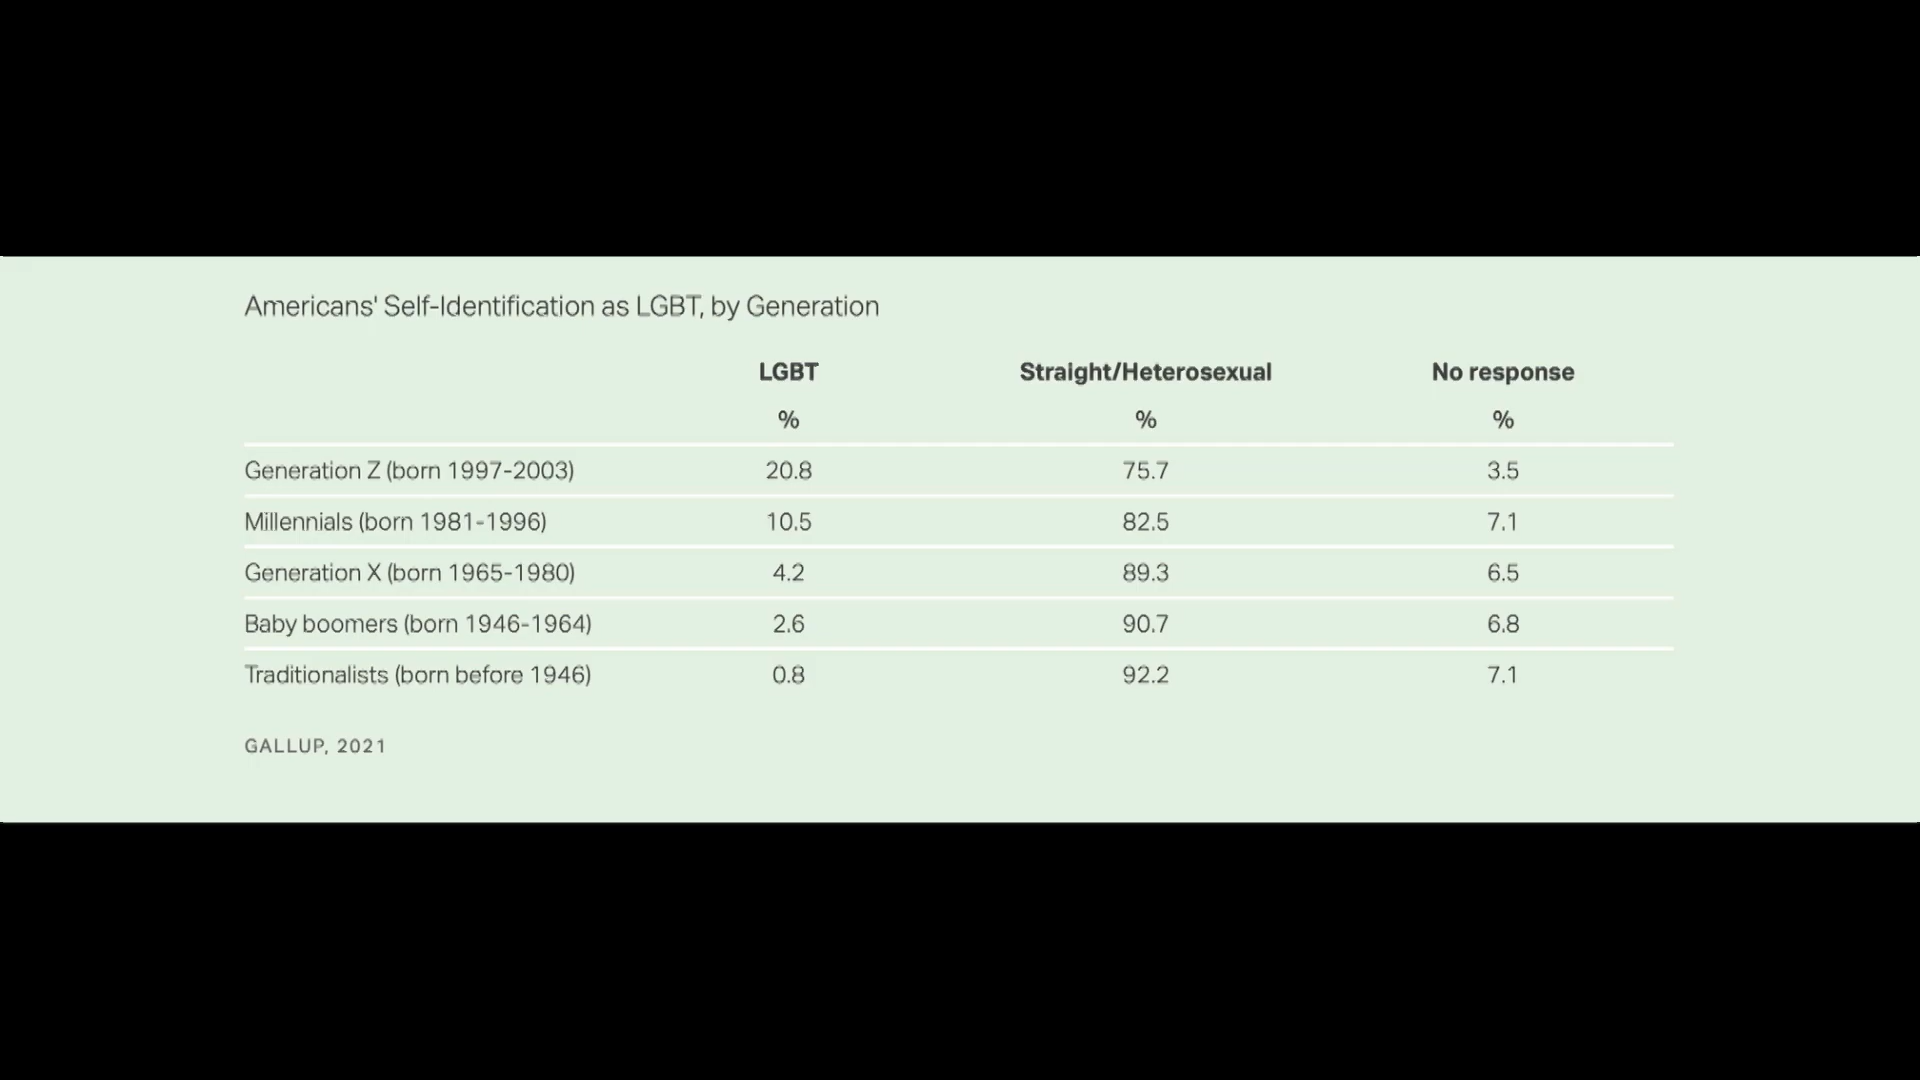 Americans' Self-Identification as LGBT, by Generation
LGBT Straight/Heterosexual No response
% % %
Generation Z (born 1997-2003) 20.8 75.7 3.5
Millennials (born 1981-1996) 10.5 82.5 7.1
Generation X (born 1965-1980) 4.2 89.3 6.5
Baby boomers (born 1946-1964) 2.6 90.7 6.8
Traditionalists (born before 1946) 0.8 92.2 7.1
GALLUP, 2021